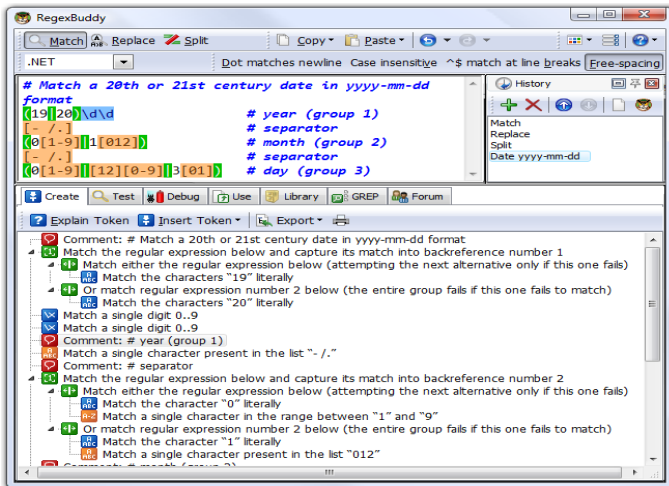 RegexBuddy
Match Replace Split Copy Paste
.NET Dot matches newline Case insensitive ^$ match at line breaks Free-spacing
# Match a 20th or 21st century date in yyyy-mm-dd
format
(19|20)\d\d # year (group 1)
[- /.] # separator
(0[1-9]|1[012]) # month (group 2)
[- /.] # separator
(0[1-9]|[12][0-9]|3[01]) # day (group 3)
History
Match
Replace
Split
Date yyyy-mm-dd
Create Test Debug Use Library GREP Forum
Explain Token Insert Token Export
Comment: # Match a 20th or 21st century date in yyyy-mm-dd format
Match the regular expression below and capture its match into backreference number 1
Match either the regular expression below (attempting the next alternative only if this one fails)
Match the characters “19” literally
Or match regular expression number 2 below (the entire group fails if this one fails to match)
Match the characters “20” literally
Match a single digit 0..9
Match a single digit 0..9
Comment: # year (group 1)
Match a single character present in the list “- /.”
Comment: # separator
Match the regular expression below and capture its match into backreference number 2
Match either the regular expression below (attempting the next alternative only if this one fails)
Match the character “0” literally
Match a single character in the range between “1” and “9”
Or match regular expression number 2 below (the entire group fails if this one fails to match)
Match the character “1” literally
Match a single character present in the list “012”
Comment: # month (group 2)